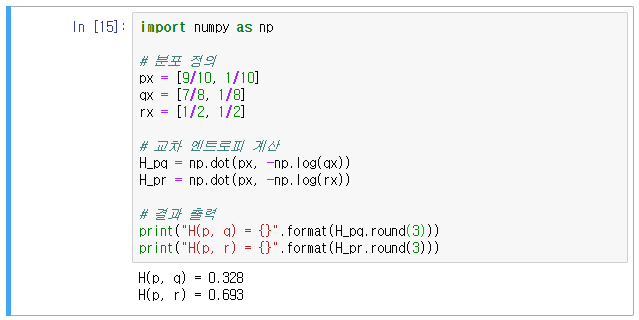 In [15]: import numpy as np
# 분포 정의
px = [9/10, 1/10]
qx = [7/8, 1/8]
rx = [1/2, 1/2]
# 교차 엔트로피 계산
H_pq = np.dot(px, -np.log(qx))
H_pr = np.dot(px, -np.log(rx))
# 결과 출력
print("H(p, q) = {}".format(H_pq.round(3)))
print("H(p, r) = {}".format(H_pr.round(3)))
H(p, q) = 0.328
H(p, r) = 0.693